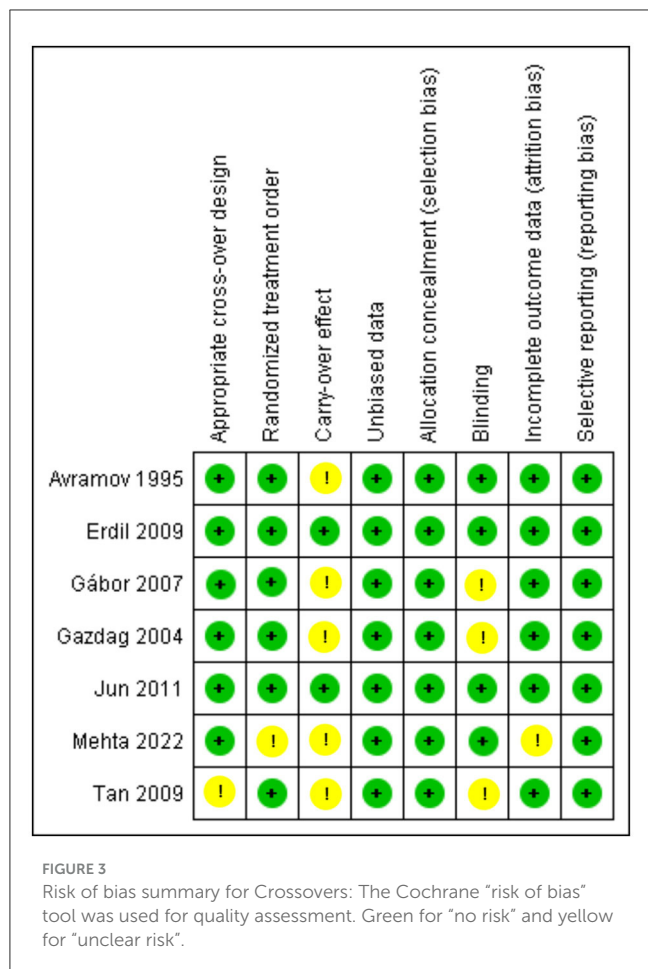 Appropriate cross-over design
Randomized treatment order
Carry-over effect
Unbiased data
Allocation concealment (selection bias)
Blinding
Incomplete outcome data (attrition bias)
Selective reporting (reporting bias)
Avramov 1995 + + ! + + + + +
Erdil 2009 + + + + + + + +
Gábor 2007 + + ! + + ! + +
Gazdag 2004 + + ! + + ! + +
Jun 2011 + + + + + + + +
Mehta 2022 + ! ! + + + ! +
Tan 2009 ! + ! + + ! + +
FIGURE 3
Risk of bias summary for Crossovers: The Cochrane “risk of bias”
tool was used for quality assessment. Green for “no risk” and yellow
for “unclear risk”.